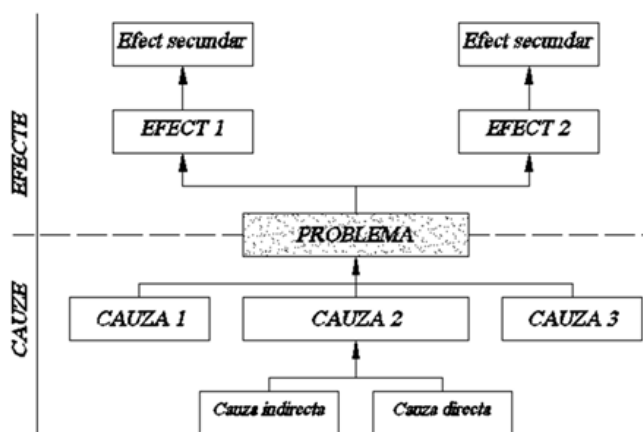 Efect secundar
Efect secundar
EFECT 1
EFECT 2
EFECTE
PROBLEMA
CAUZE
CAUZA 1
CAUZA 2
CAUZA 3
Cauza indirecta
Cauza directa